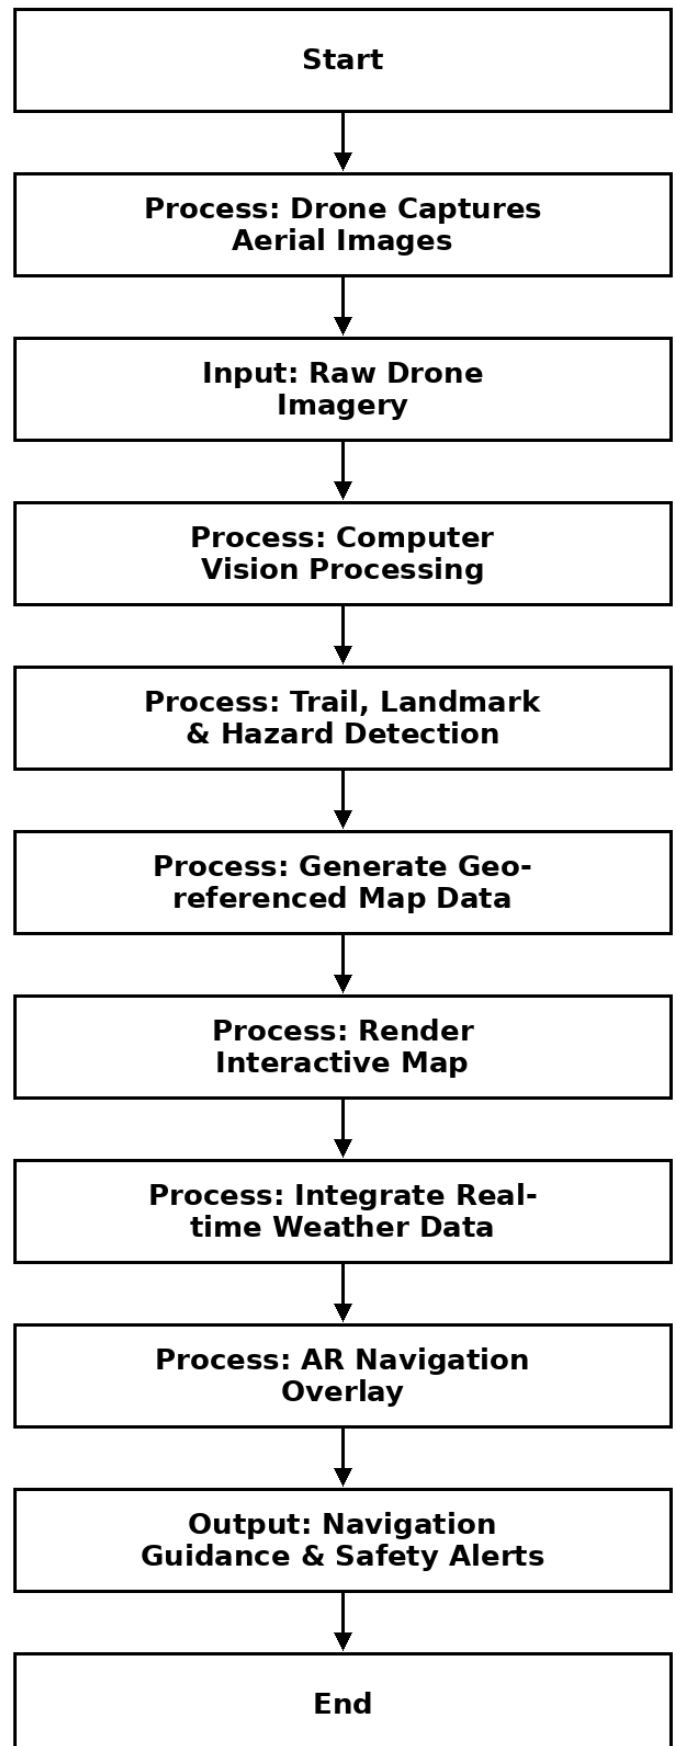 Start
Process: Drone Captures
Aerial Images
Input: Raw Drone
Imagery
Process: Computer
Vision Processing
Process: Trail, Landmark
& Hazard Detection
Process: Generate Geo-
referenced Map Data
Process: Render
Interactive Map
Process: Integrate Real-
time Weather Data
Process: AR Navigation
Overlay
Output: Navigation
Guidance & Safety Alerts
End